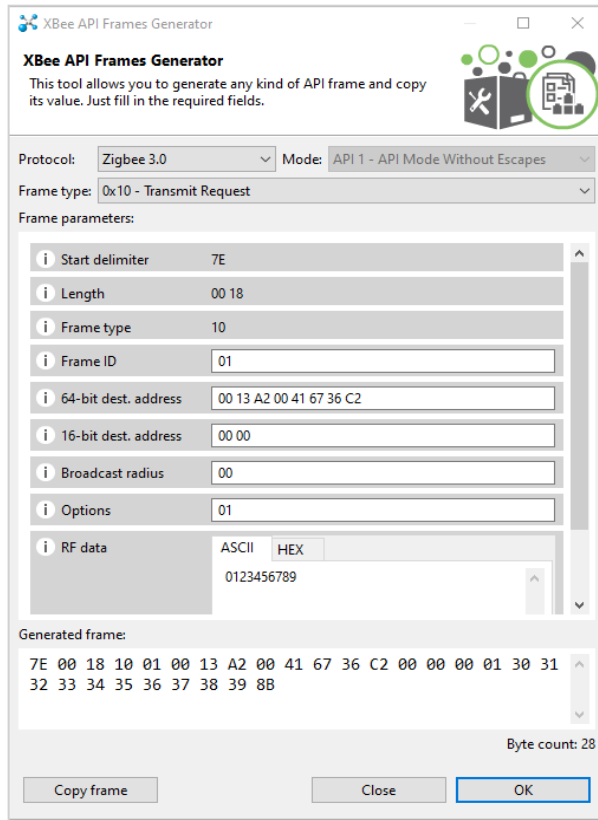 XBee API Frames Generator
XBee API Frames Generator
This tool allows you to generate any kind of API frame and copy
its value. Just fill in the required fields.
Protocol: Zigbee 3.0 Mode: API 1 - API Mode Without Escapes
Frame type: 0x10 - Transmit Request
Frame parameters:
i Start delimiter 7E
i Length 00 18
i Frame type 10
i Frame ID 01
i 64-bit dest. address 00 13 A2 00 41 67 36 C2
i 16-bit dest. address 00 00
i Broadcast radius 00
i Options 01
i RF data ASCII HEX
0123456789
Generated frame:
7E 00 18 10 01 00 13 A2 00 41 67 36 C2 00 00 00 01 30 31
32 33 34 35 36 37 38 39 8B
Byte count: 28
Copy frame Close OK